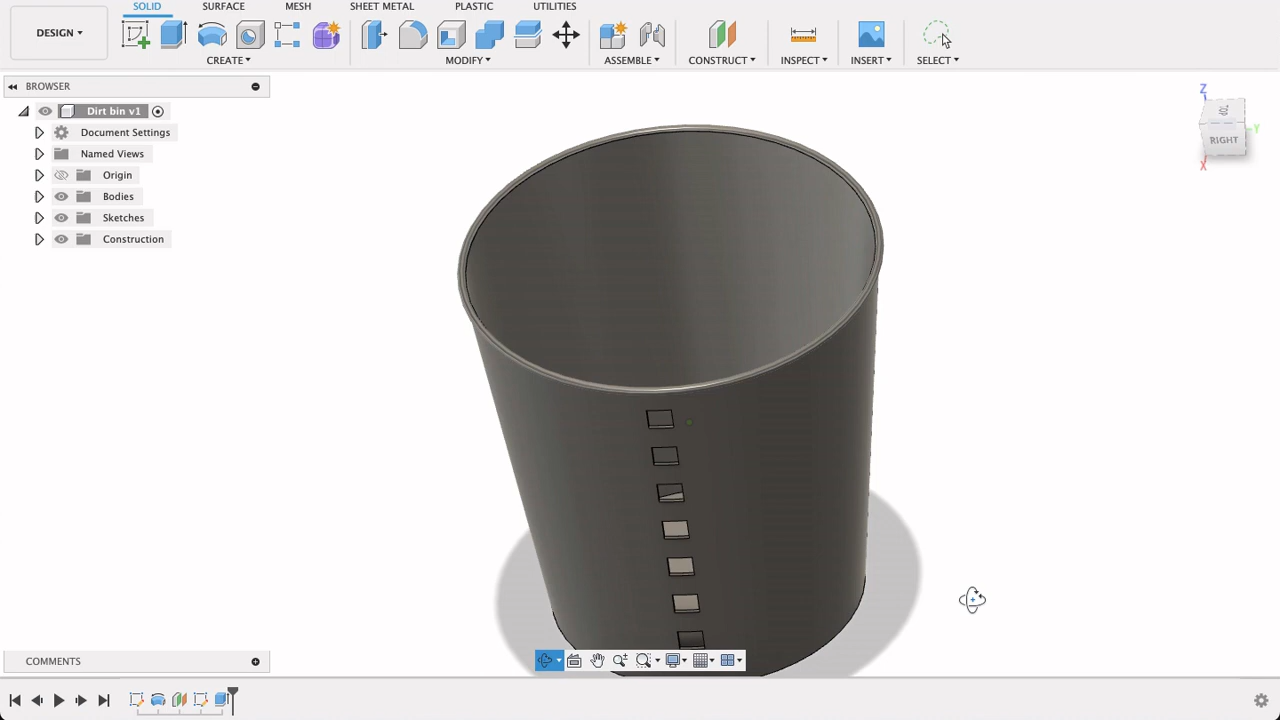 SOLID SURFACE MESH SHEET METAL PLASTIC UTILITIES
DESIGN
CREATE MODIFY ASSEMBLE CONSTRUCT INSPECT INSERT SELECT
BROWSER
Dirt bin v1
Document Settings
Named Views
Origin
Bodies
Sketches
Construction
Z
Y
RIGHT
X
COMMENTS